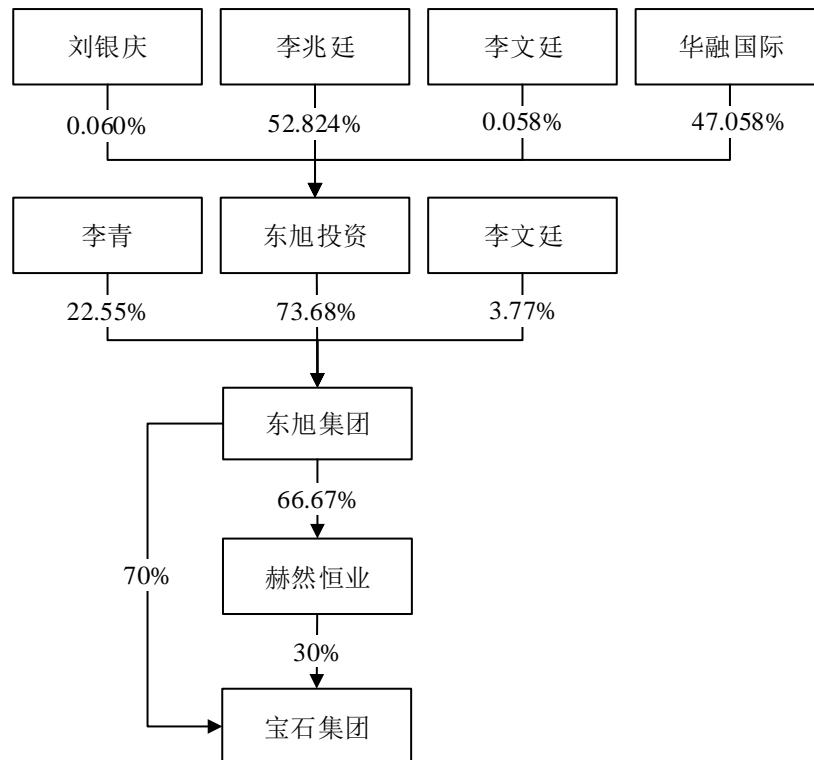 刘银庆 李兆廷 李文廷 华融国际
0.060% 52.824% 0.058% 47.058%
李青 东旭投资 李文廷
22.55% 73.68% 3.77%
东旭集团
66.67%
70% 赫然恒业
30%
宝石集团